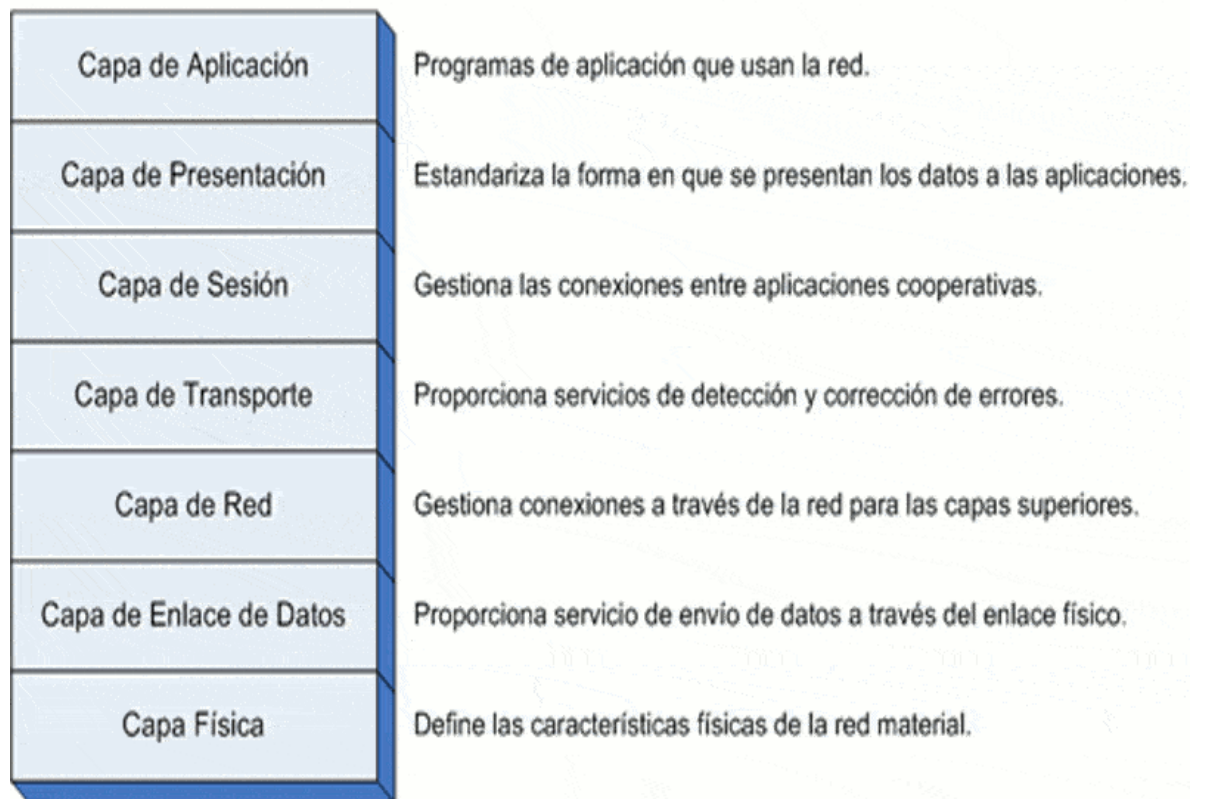 Capa de Aplicación
Programas de aplicación que usan la red.
Capa de Presentación
Estandariza la forma en que se presentan los datos a las aplicaciones.
Capa de Sesión
Gestiona las conexiones entre aplicaciones cooperativas.
Capa de Transporte
Proporciona servicios de detección y corrección de errores.
Capa de Red
Gestiona conexiones a través de la red para las capas superiores.
Capa de Enlace de Datos
Proporciona servicio de envío de datos a través del enlace físico.
Capa Física
Define las características físicas de la red material.